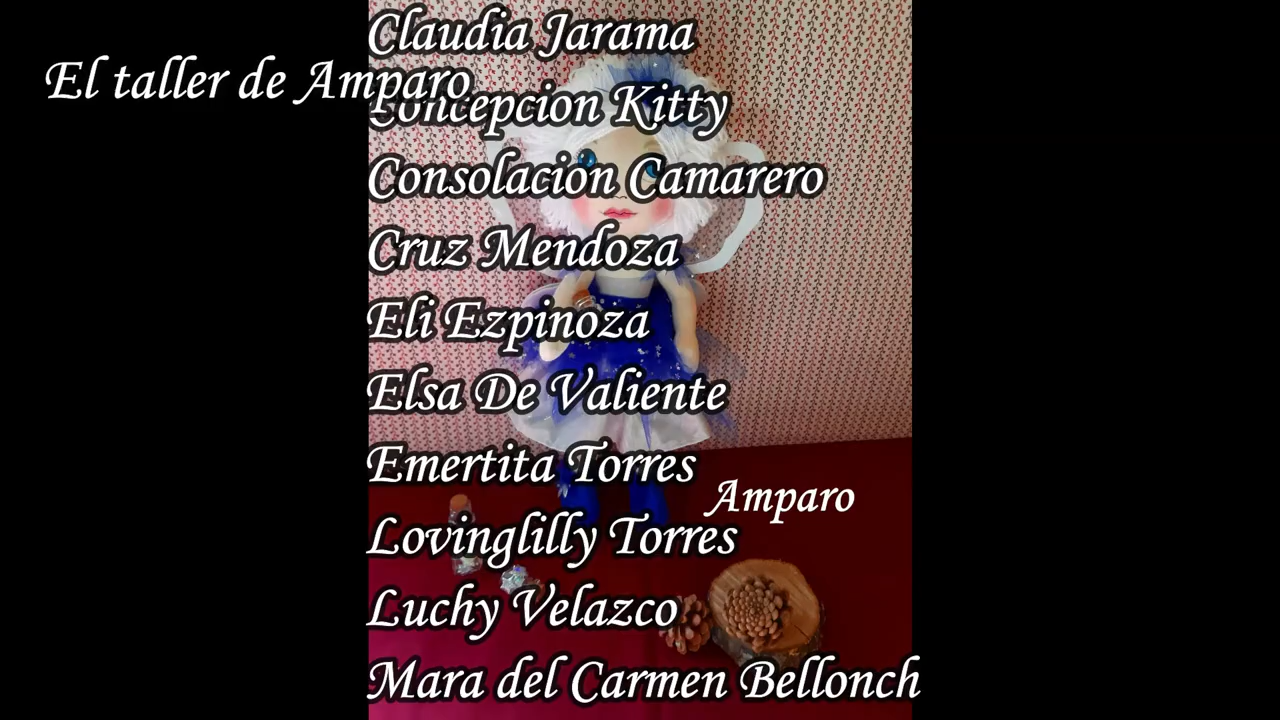 Claudia Jarama
El taller de Amparo
Concepcion Kitty
Consolacion Camarero
Cruz Mendoza
Eli Ezpinoza
Elsa De Valiente
Emertita Torres
Amparo
Lovinglilly Torres
Luchy Velazco
Mara del Carmen Bellonch